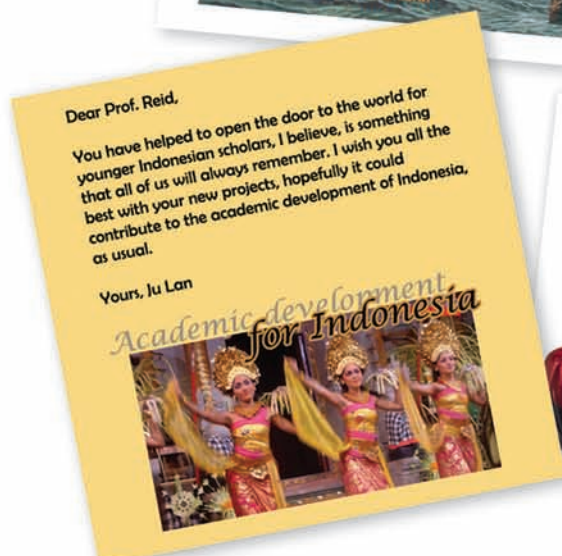 Dear Prof. Reid,
You have helped to open the door to the world for
younger Indonesian scholars, I believe, is something
that all of us will always remember. I wish you all the
best with your new projects, hopefully it could
contribute to the academic development of Indonesia,
as usual.
Yours, Ju Lan
Academic development
for Indonesia